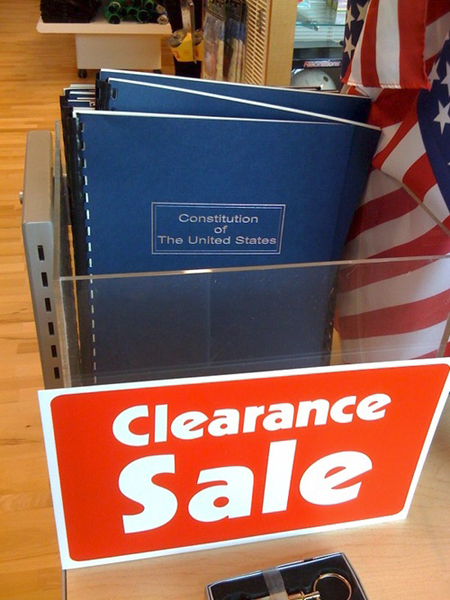 Constitution
of
The United States
Clearance
Sale